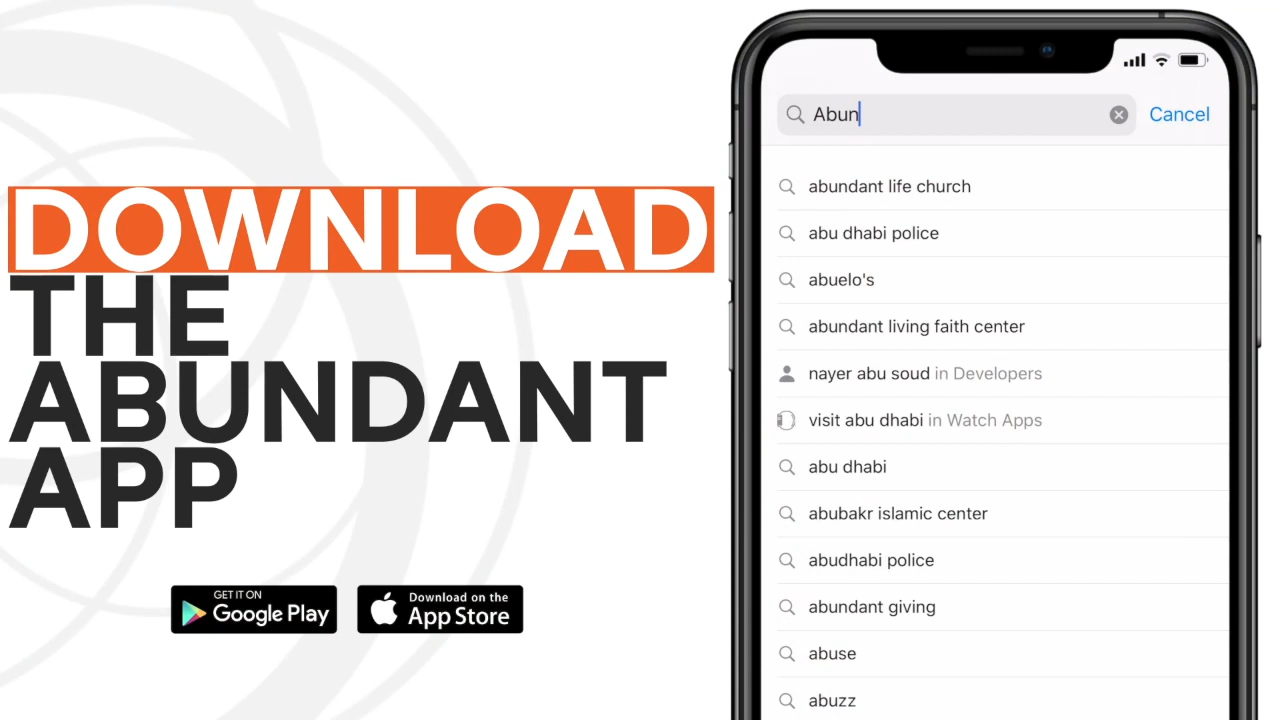 DOWNLOAD
THE
ABUNDANT
APP
GET IT ON
Google Play
Download on the
App Store
Abun
Cancel
abundant life church
abu dhabi police
abuelo's
abundant living faith center
nayer abu soud in Developers
visit abu dhabi in Watch Apps
abu dhabi
abubakr islamic center
abudhabi police
abundant giving
abuse
abuzz